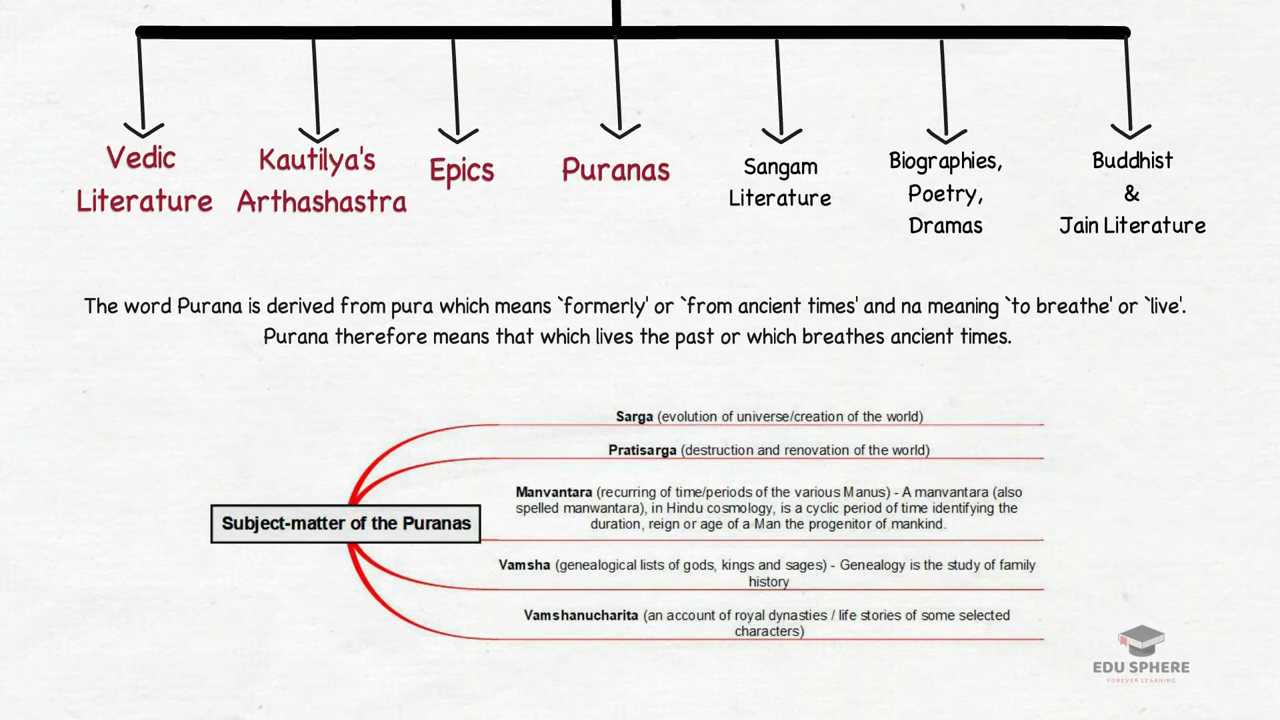 Vedic
Literature
Kautilya's
Arthashastra
Epics
Puranas
Sangam
Literature
Biographies,
Poetry,
Dramas
Buddhist
&
Jain Literature
The word Purana is derived from pura which means `formerly' or `from ancient times' and na meaning `to breathe' or `live'.
Purana therefore means that which lives the past or which breathes ancient times.
Subject-matter of the Puranas
Sarga (evolution of universe/creation of the world)
Pratisarga (destruction and renovation of the world)
Manvantara (recurring of time/periods of the various Manus) - A manvantara (also
spelled manwantara), in Hindu cosmology, is a cyclic period of time identifying the
duration, reign or age of a Man the progenitor of mankind.
Vamsha (genealogical lists of gods, kings and sages) - Genealogy is the study of family
history
Vamshanucharita (an account of royal dynasties / life stories of some selected
characters)
EDU SPHERE
FOREVER LEARNING